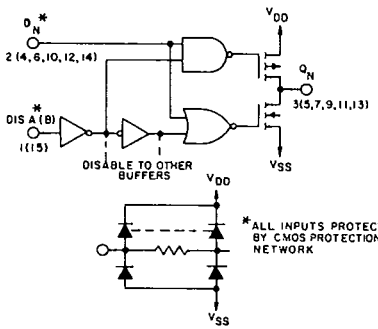 D N *
V DD
2 (4, 6, 10, 12, 14)
Q N
3(5,7,9,11,13)
*
DIS A (B)
1(15)
DISABLE TO OTHER
BUFFERS
V SS
V DD
*ALL INPUTS PROTEC
BY CMOS PROTECTION
NETWORK
V SS